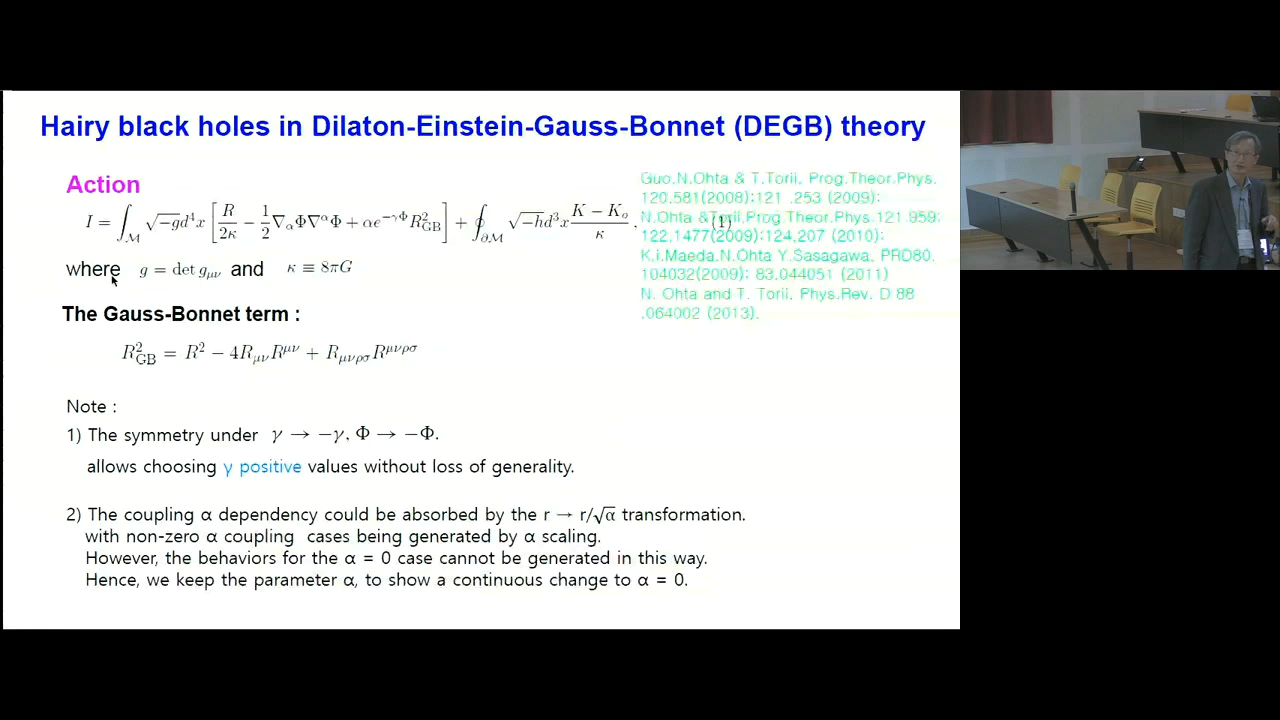 Hairy black holes in Dilaton-Einstein-Gauss-Bonnet (DEGB) theory
Action
I = ∫_M √−g d⁴x [ R/2κ − 1/2 ∇_αΦ∇^αΦ + αe^{−γΦ} R²_GB ] + ∮_∂M √−h d³x (K − K_o)/κ , (1)
where g = det g_μν and κ ≡ 8πG
Guo,N.Ohta & T.Torii, Prog.Theor.Phys.
120,581(2008);121 ,253 (2009);
N.Ohta &Torii,Prog.Theor.Phys.121,959;
122,1477(2009);124,207 (2010);
K.i.Maeda,N.Ohta Y.Sasagawa, PRD80,
104032(2009); 83,044051 (2011)
N. Ohta and T. Torii, Phys.Rev. D 88
,064002 (2013).
The Gauss-Bonnet term :
R²_GB = R² − 4R_μν R^μν + R_μνρσ R^μνρσ
Note :
1) The symmetry under γ → −γ, Φ → −Φ.
allows choosing γ positive values without loss of generality.
2) The coupling α dependency could be absorbed by the r → r/√α transformation.
with non-zero α coupling cases being generated by α scaling.
However, the behaviors for the α = 0 case cannot be generated in this way.
Hence, we keep the parameter α, to show a continuous change to α = 0.